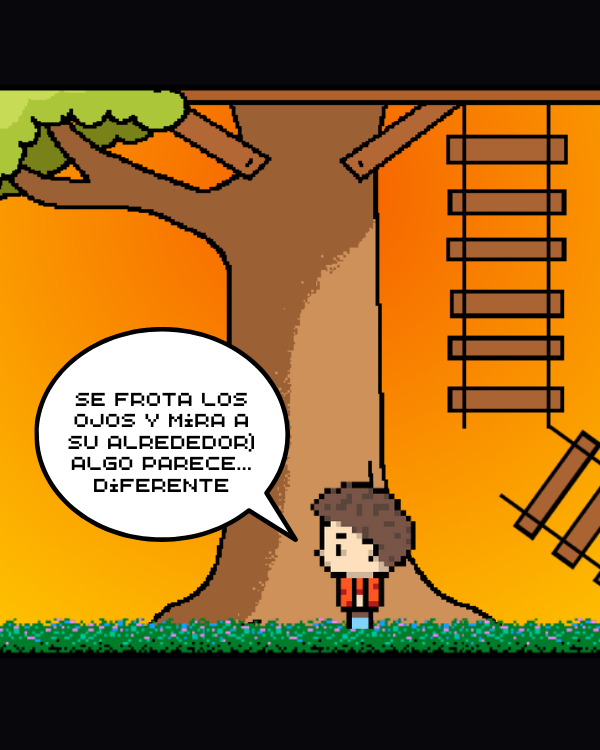 SE FROTA LOS
OJOS Y MiRA A
SU ALREDEDOR)
ALGO PARECE...
DiFERENTE